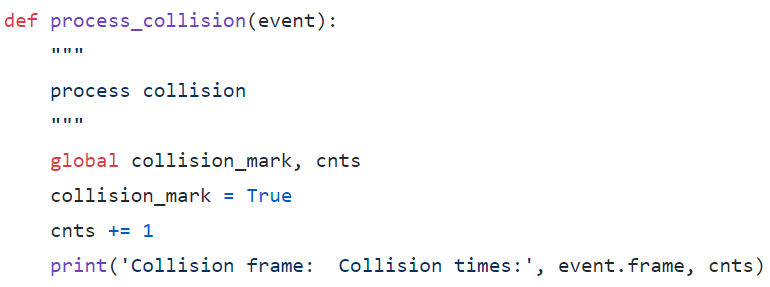 def process_collision(event):
    """
    process collision
    """
    global collision_mark, cnts
    collision_mark = True
    cnts += 1
    print('Collision frame:  Collision times:', event.frame, cnts)